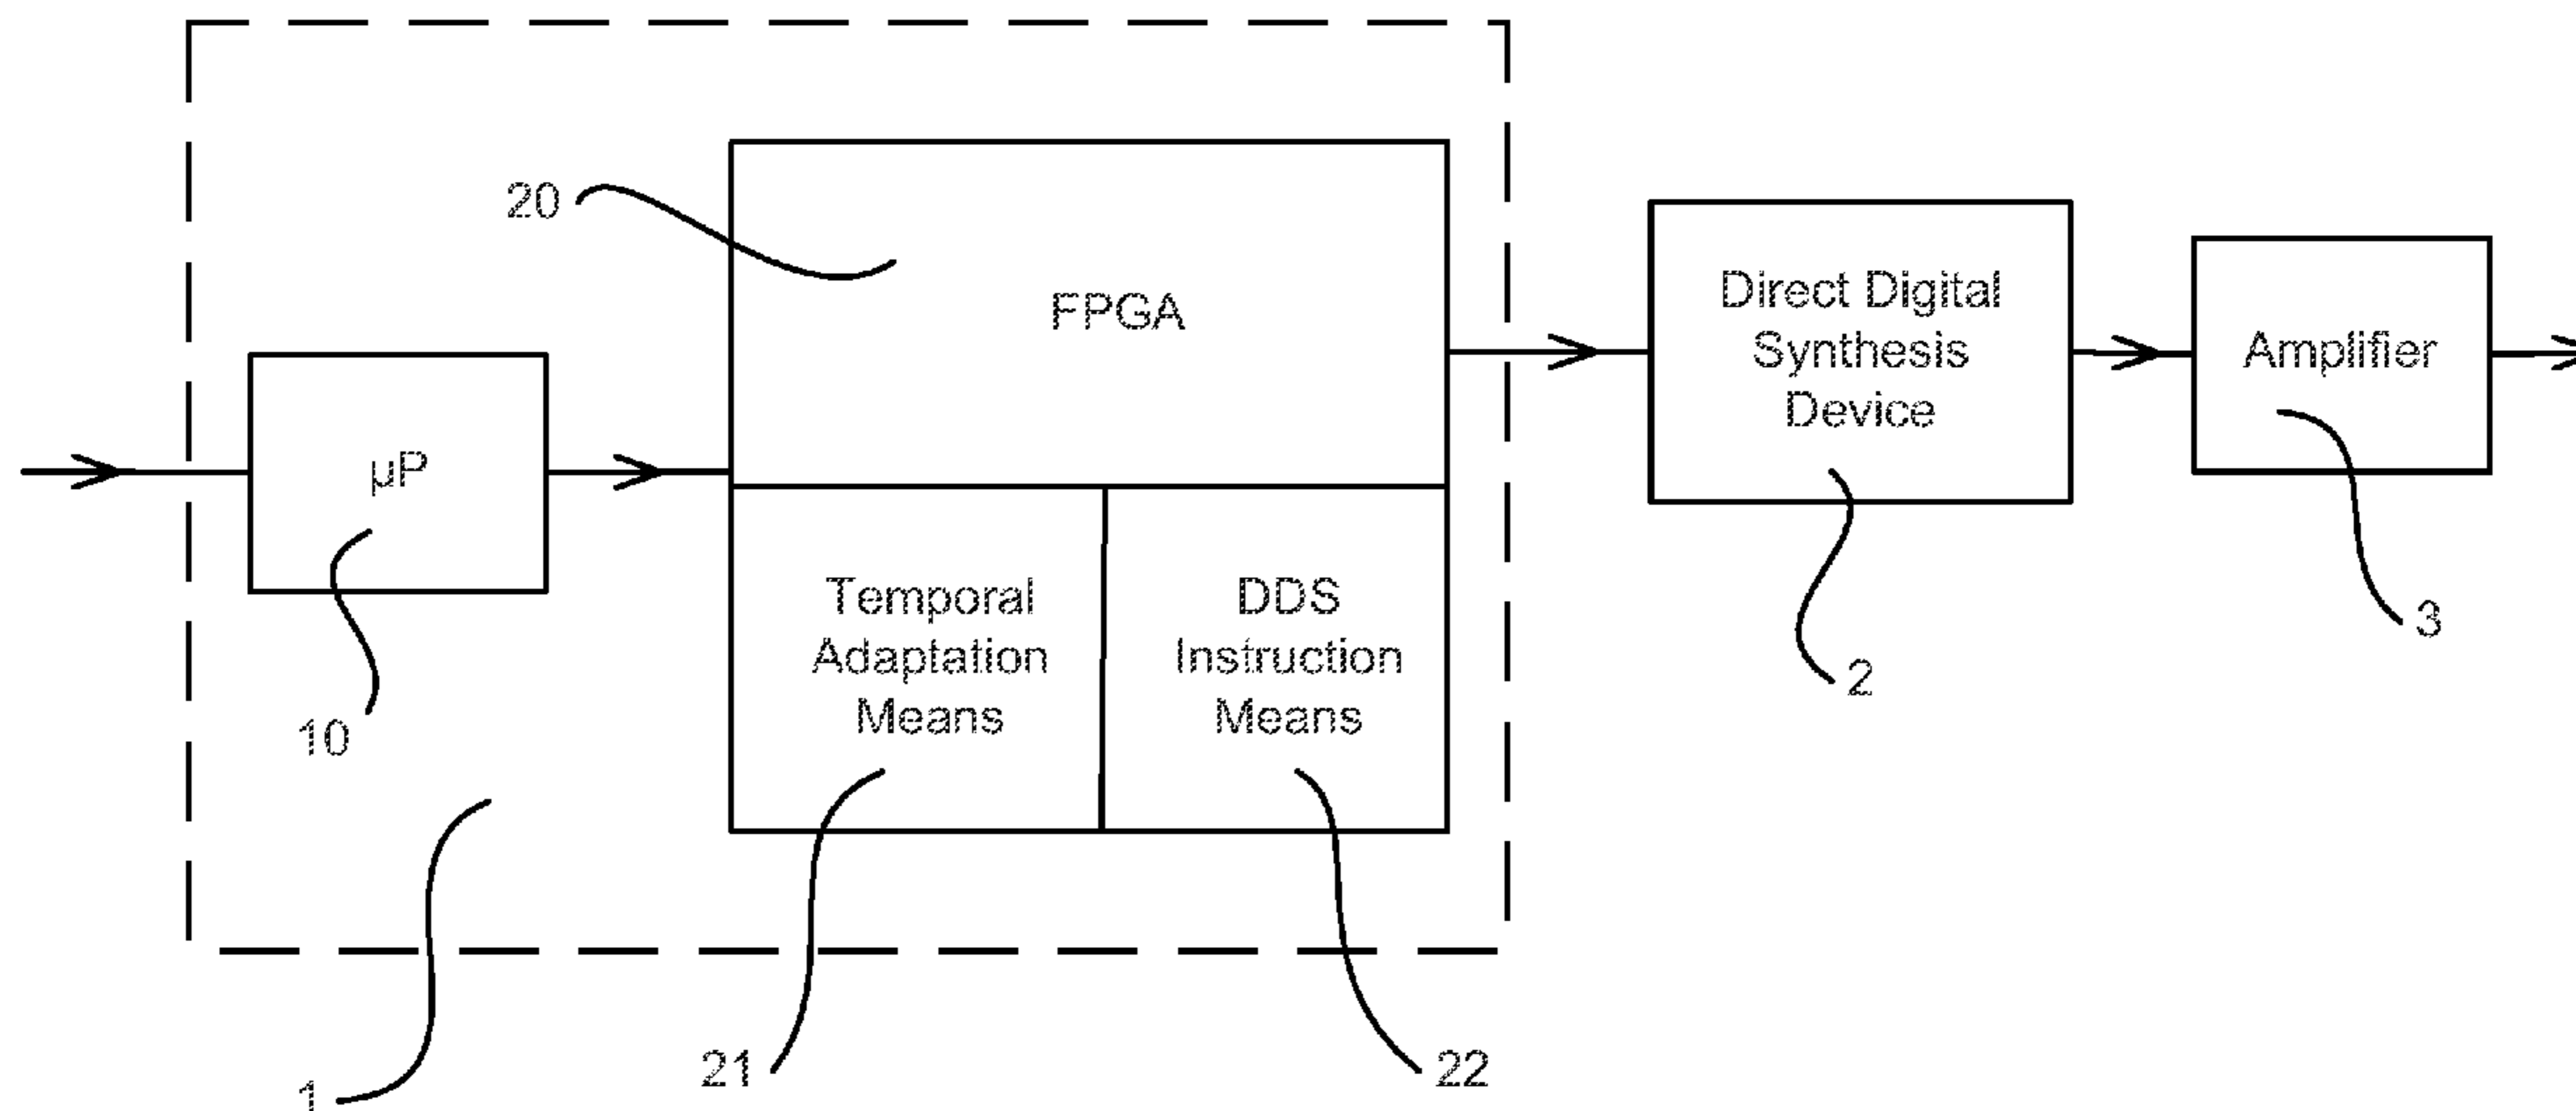 20
FPGA
Direct Digital
Synthesis
Device
Amplifier
µP
Temporal
Adaptation
Means
DDS
Instruction
Means
3
2
10
21
22
1